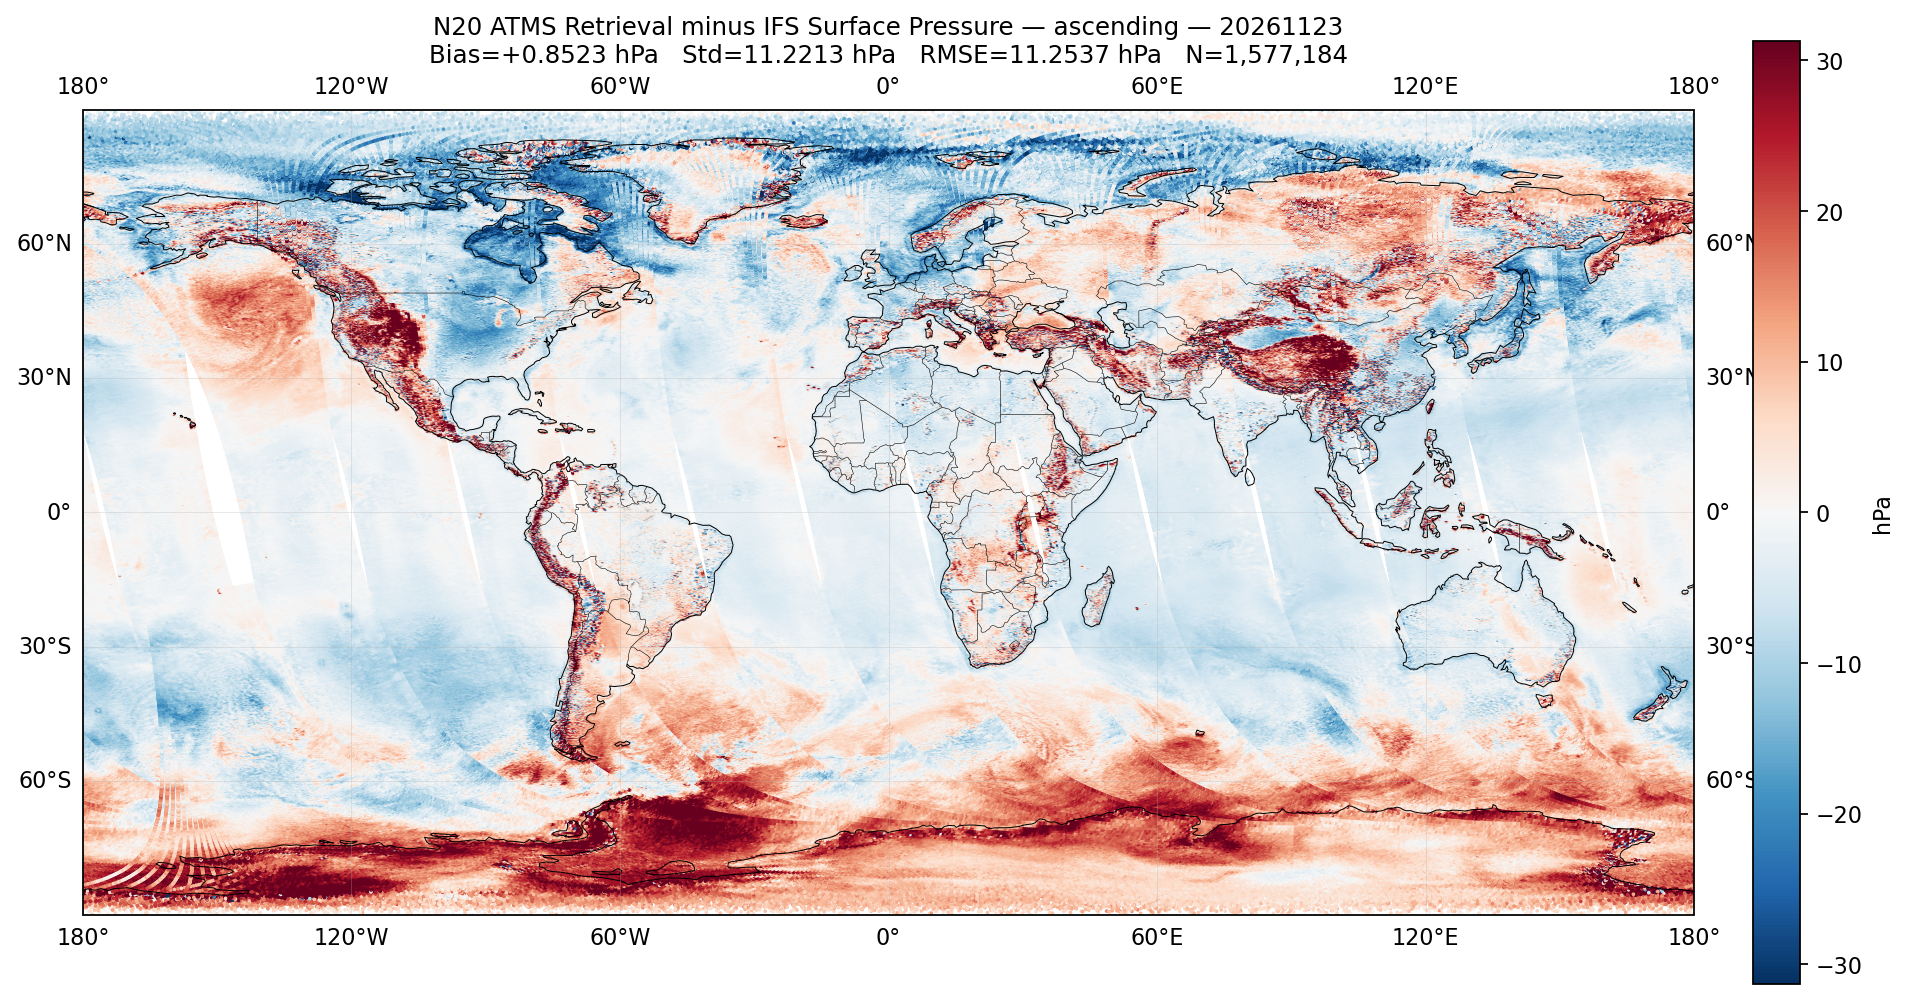 N20 ATMS Retrieval minus IFS Surface Pressure — ascending — 20261123
Bias=+0.8523 hPa   Std=11.2213 hPa   RMSE=11.2537 hPa   N=1,577,184
180° 120°W 60°W 0° 60°E 120°E 180°
60°N 60°N
30°N 30°N
0° 0°
30°S 30°S
60°S 60°S
180° 120°W 60°W 0° 60°E 120°E 180°
30
20
10
0
−10
−20
−30
hPa